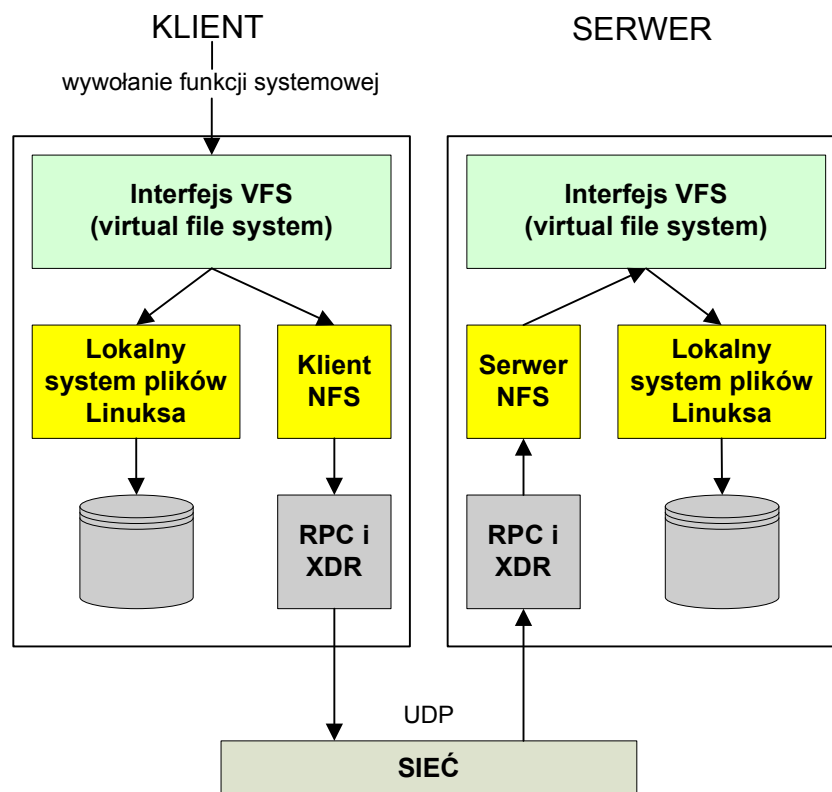 KLIENT
SERWER
wywołanie funkcji systemowej
Interfejs VFS
(virtual file system)
Interfejs VFS
(virtual file system)
Lokalny
system plików
Linuksa
Klient
NFS
Serwer
NFS
Lokalny
system plików
Linuksa
RPC i
XDR
RPC i
XDR
UDP
SIEĆ